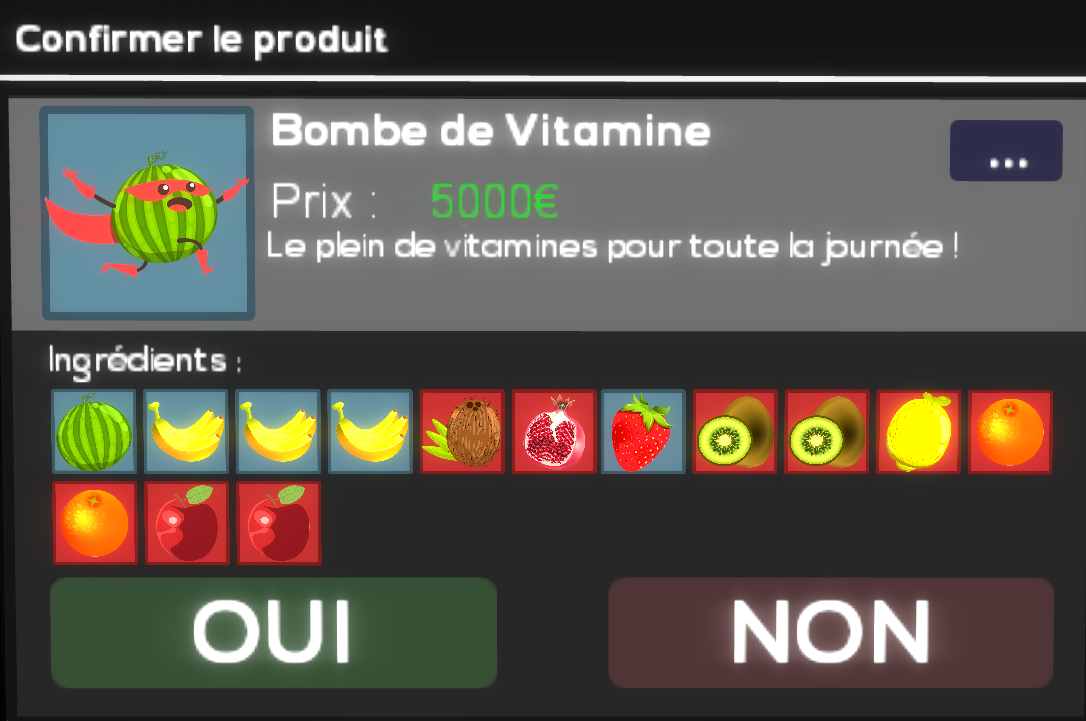 Confirmer le produit
Bombe de Vitamine
...
Prix : 5000€
Le plein de vitamines pour toute la journée !
Ingrédients :
OUI
NON